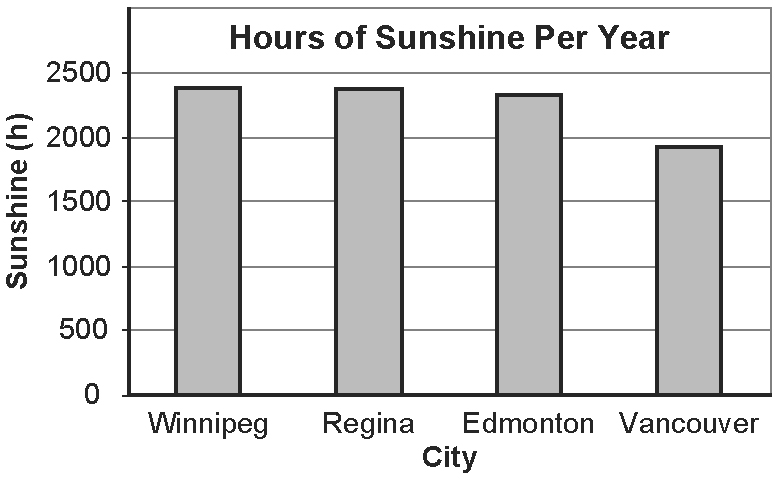 Hours of Sunshine Per Year
Sunshine (h)
2500
2000
1500
1000
500
0
Winnipeg Regina Edmonton Vancouver
City